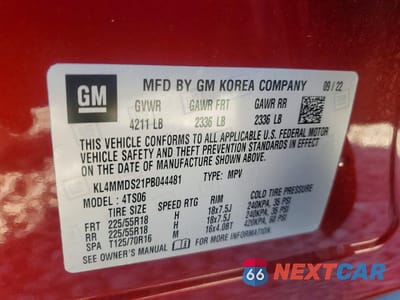 GM
MFD BY GM KOREA COMPANY 09/22
GVWR GAWR FRT GAWR RR
4211 LB 2336 LB 2336 LB
THIS VEHICLE CONFORMS TO ALL APPLICABLE U.S. FEDERAL MOTOR
VEHICLE SAFETY, BUMPER, AND THEFT PREVENTION STANDARDS IN EFFECT
ON THE DATE OF MANUFACTURE SHOWN ABOVE.
KL4MMDS21PB044481 TYPE: MPV
MODEL: 4TS06
TIRE SIZE SPEED RTG RIM COLD TIRE PRESSURE
FRT 225/55R18 H 18x7.5J 240KPA, 35 PSI
RR 225/55R18 H 18x7.5J 240KPA, 35 PSI
SPA T125/70R16 M 16x4.0BT 420KPA, 60 PSI
SEE OWNER'S MANUAL FOR ADDITIONAL INFORMATION.
66 NEXTCAR